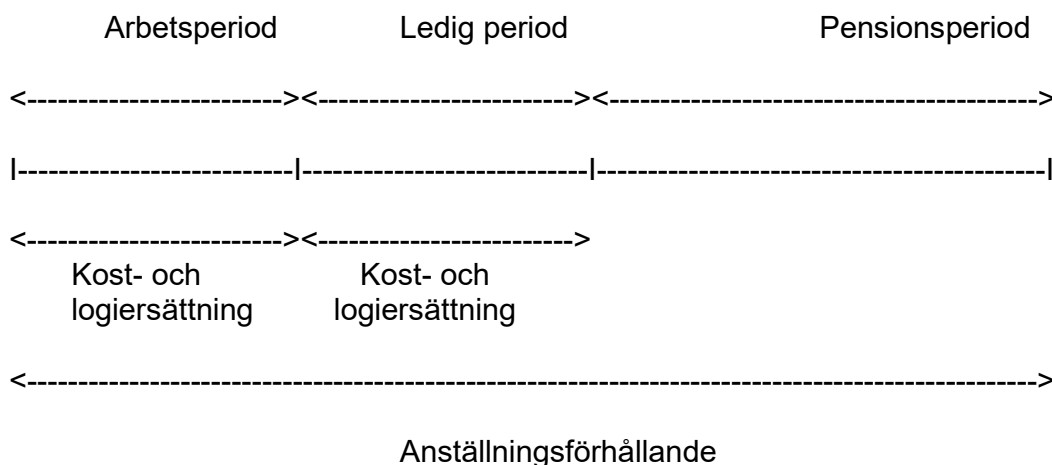 Arbetsperiod Ledig period Pensionsperiod
<-------------------------><-------------------------><------------------------------------------->
|---------------------------|----------------------------|--------------------------------------------|
<-------------------------><------------------------->
Kost- och Kost- och
logiersättning logiersättning
<--------------------------------------------------------------------------------------------------->
Anställningsförhållande